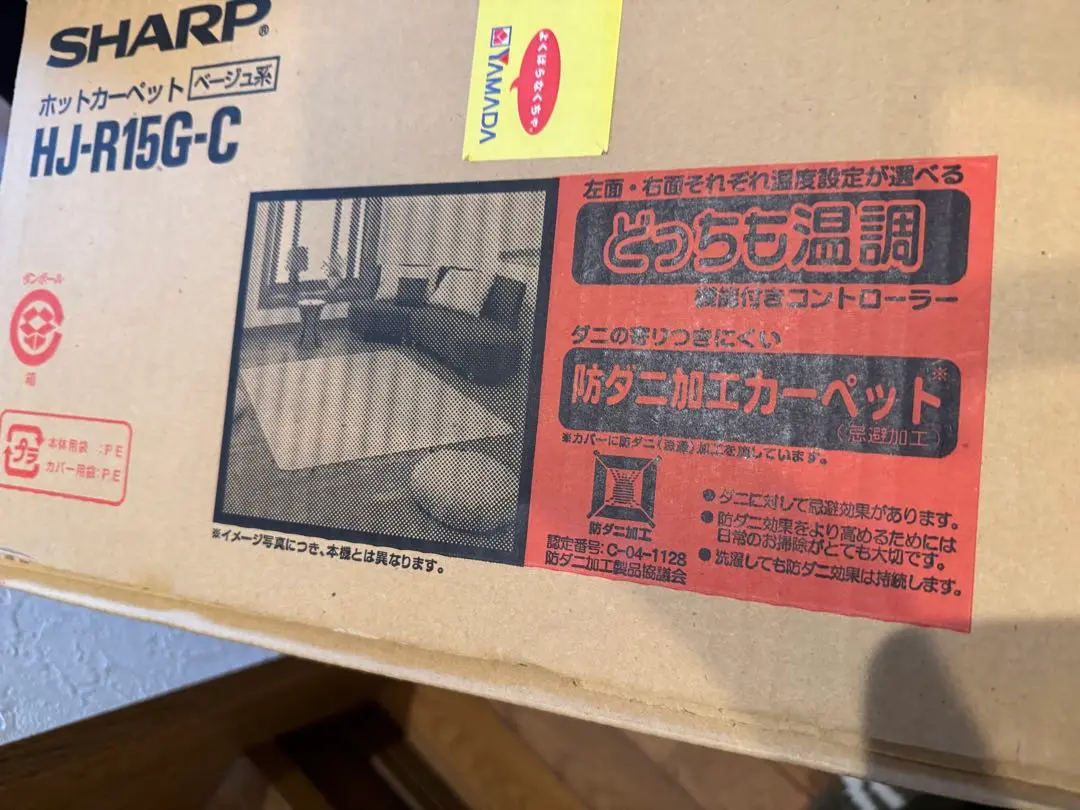 SHARP®
ホットカーペット ベージュ系
HJ-R15G-C
よくばらなくちゃ。
YAMADA
左面・右面それぞれ温度設定が選べる
どっちも温調
機能付きコントローラー
ダニの寄りつきにくい
防ダニ加工カーペット※
(忌避加工)
※カバーに防ダニ(忌避)加工を施しています。
防ダニ加工
認定番号:C-04-1128
防ダニ加工製品協議会
●ダニに対して忌避効果があります。
●防ダニ効果をより高めるためには
日常のお掃除がとても大切です。
●洗濯しても防ダニ効果は持続します。
※イメージ写真につき、本機とは異なります。
ダンボール
箱
プラ
本体用袋 :PE
カバー用袋:PE